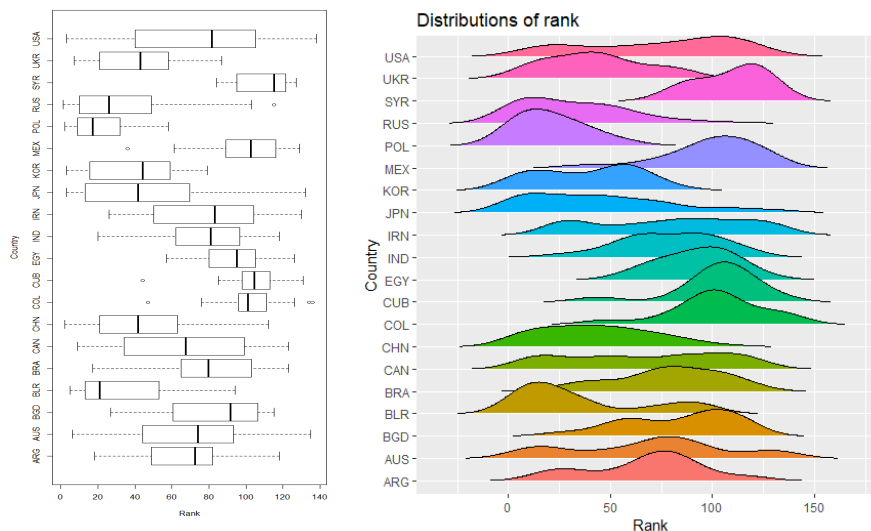 Country
USA
UKR
SYR
RUS
POL
MEX
KOR
JPN
IRN
IND
EGY
CUB
COL
CHN
CAN
BRA
BLR
BGD
AUS
ARG
0 20 40 60 80 100 120 140
Rank
Distributions of rank
Country
USA
UKR
SYR
RUS
POL
MEX
KOR
JPN
IRN
IND
EGY
CUB
COL
CHN
CAN
BRA
BLR
BGD
AUS
ARG
0 50 100 150
Rank